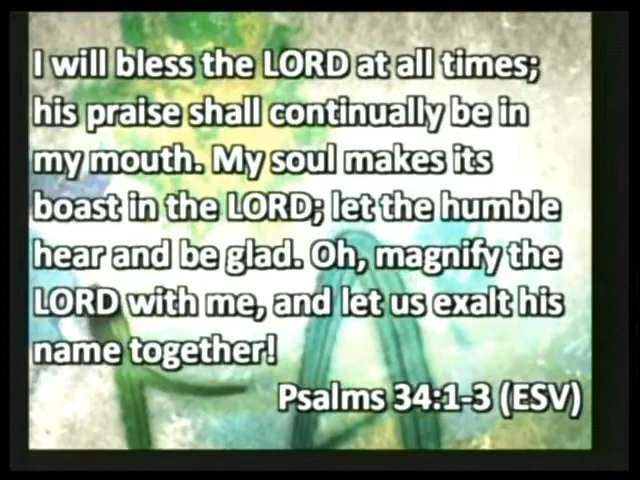 I will bless the LORD at all times;
his praise shall continually be in
my mouth. My soul makes its
boast in the LORD; let the humble
hear and be glad. Oh, magnify the
LORD with me, and let us exalt his
name together!
Psalms 34:1-3 (ESV)